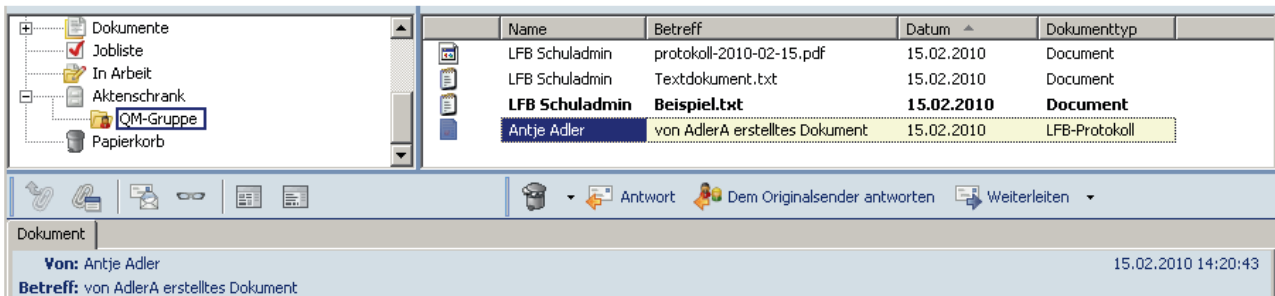 Dokumente
Jobliste
In Arbeit
Aktenschrank
QM-Gruppe
Papierkorb
Name Betreff Datum Dokumenttyp
LFB Schuladmin protokoll-2010-02-15.pdf 15.02.2010 Document
LFB Schuladmin Textdokument.txt 15.02.2010 Document
LFB Schuladmin Beispiel.txt 15.02.2010 Document
Antje Adler von AdlerA erstelltes Dokument 15.02.2010 LFB-Protokoll
Antwort Dem Originalsender antworten Weiterleiten
Dokument
Von: Antje Adler 15.02.2010 14:20:43
Betreff: von AdlerA erstelltes Dokument